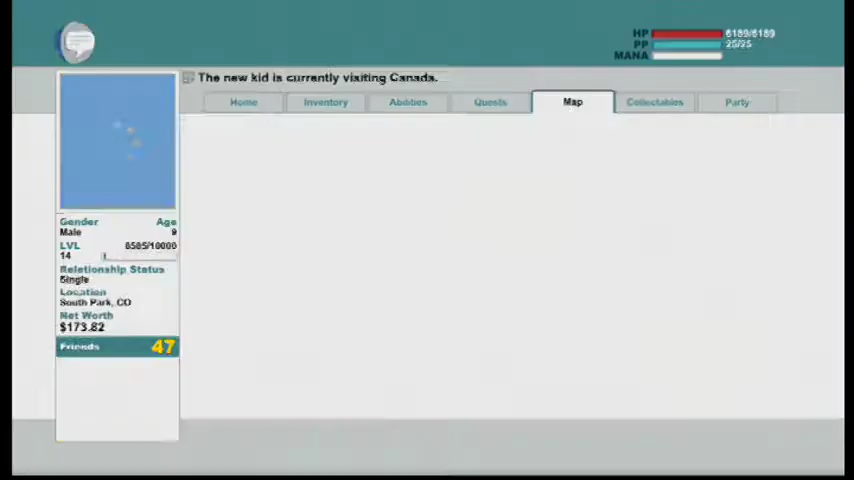 HP 6189/6189
PP 25/25
MANA
The new kid is currently visiting Canada.
Home Inventory Abilities Quests Map Collectables Party
Gender Age
Male 9
LVL 8585/10000
14
Relationship Status
Single
Location
South Park, CO
Net Worth
$173.82
Friends 47